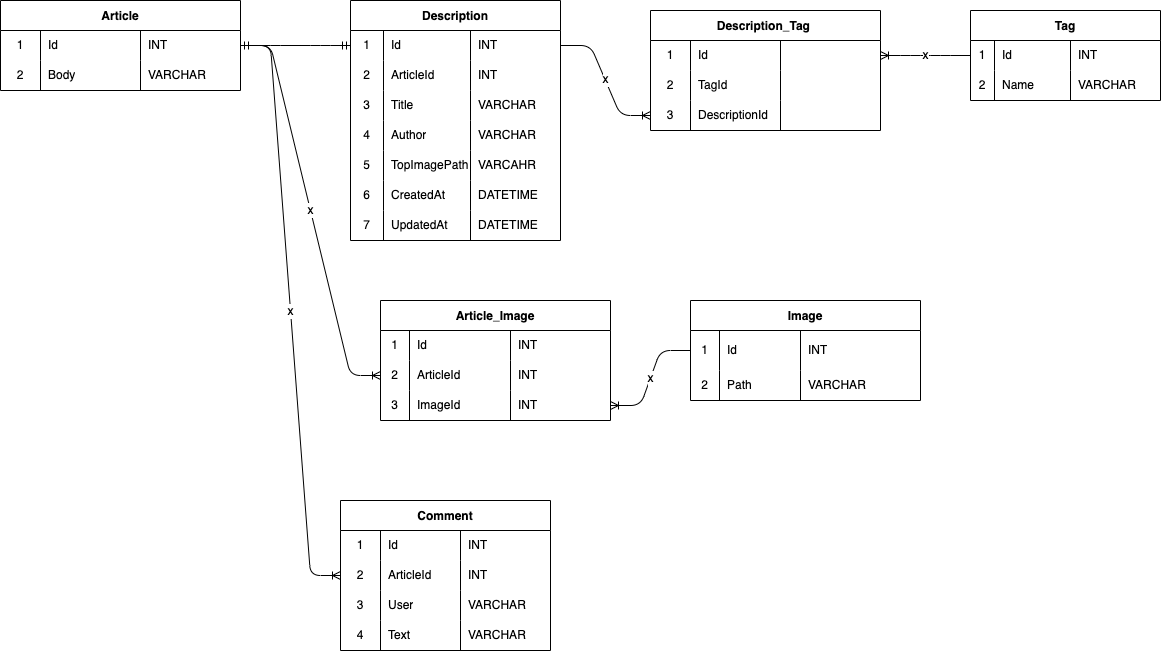 Article
1 Id INT
2 Body VARCHAR
Description
1 Id INT
2 ArticleId INT
3 Title VARCHAR
4 Author VARCHAR
5 TopImagePath VARCAHR
6 CreatedAt DATETIME
7 UpdatedAt DATETIME
Description_Tag
1 Id
2 TagId
3 DescriptionId
Tag
1 Id INT
2 Name VARCHAR
x
x
x
x
Article_Image
1 Id INT
2 ArticleId INT
3 ImageId INT
x
Image
1 Id INT
2 Path VARCHAR
Comment
1 Id INT
2 ArticleId INT
3 User VARCHAR
4 Text VARCHAR